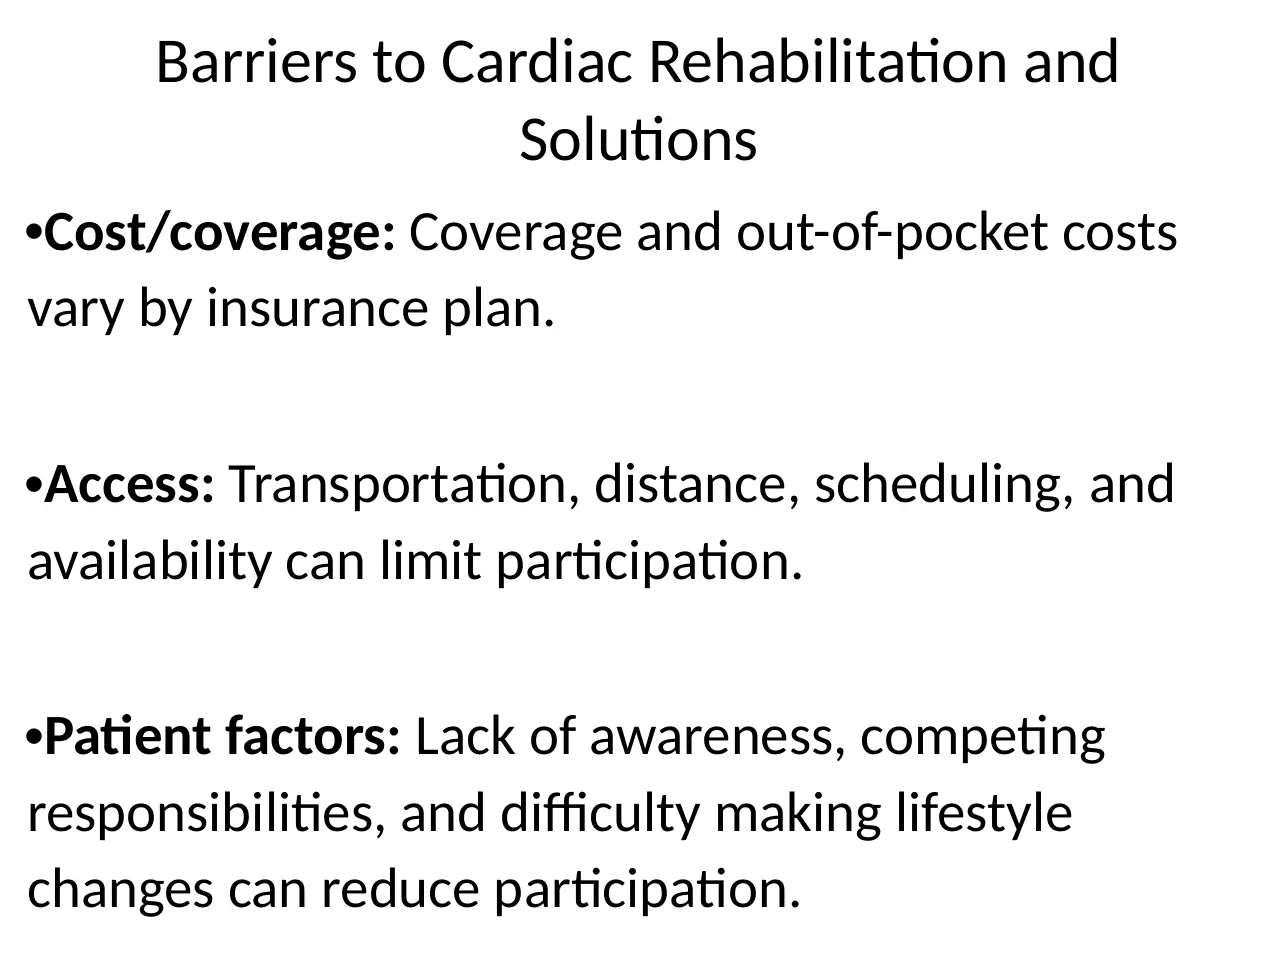 Barriers to Cardiac Rehabilitation and
Solutions
•Cost/coverage: Coverage and out-of-pocket costs
vary by insurance plan.
•Access: Transportation, distance, scheduling, and
availability can limit participation.
•Patient factors: Lack of awareness, competing
responsibilities, and difficulty making lifestyle
changes can reduce participation.